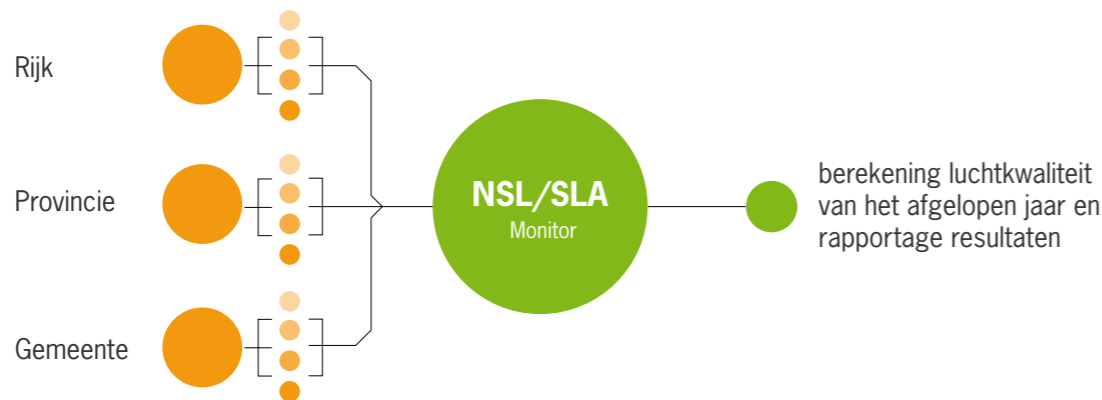 Rijk
Provincie
Gemeente
NSL/SLA
Monitor
berekening luchtkwaliteit
van het afgelopen jaar en
rapportage resultaten